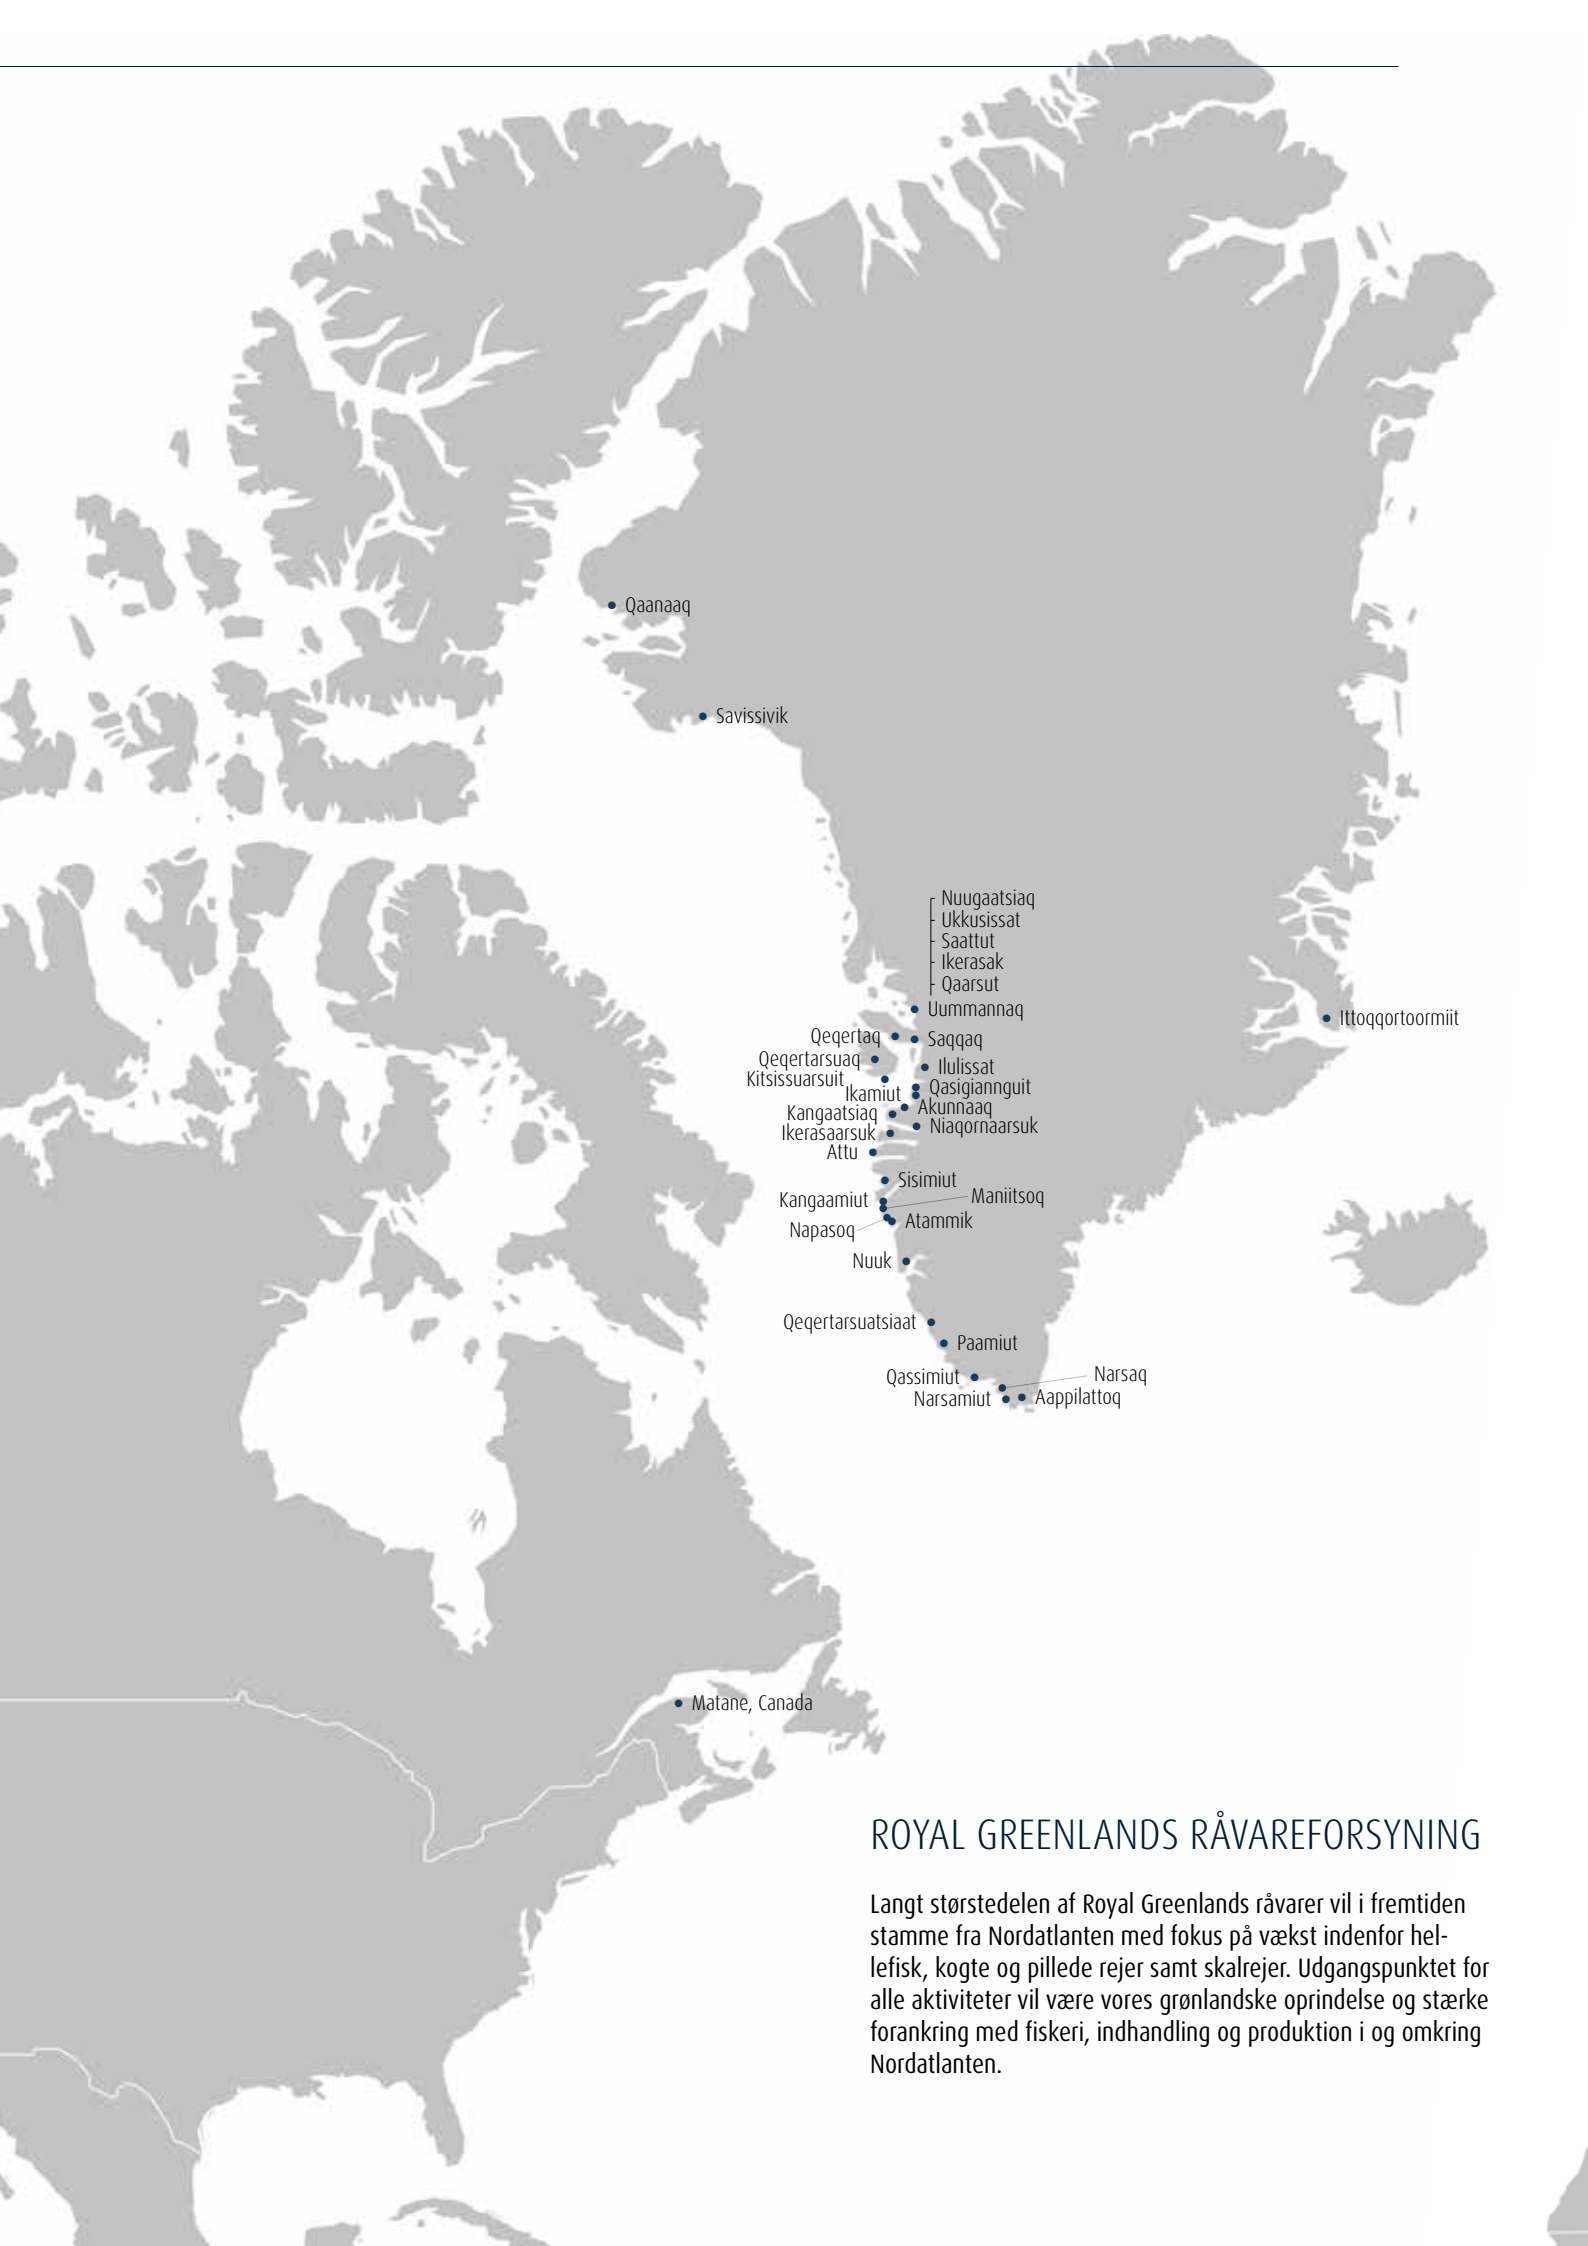 Qaanaaq
Savissivik
Nuugaatsiaq
Ukkusissat
Saattut
Ikerasak
Qaarsut
Uummannaq
Ittoqqortoormiit
Qeqertaq
Saqqaq
Qeqertarsuaq
Ilulissat
Kitsissuarsuit
Qasigiannguit
Ikamiut
Akunnaaq
Kangaatsiaq
Niaqornaarsuk
Ikerasaarsuk
Attu
Sisimiut
Maniitsoq
Kangaamiut
Atammik
Napasoq
Nuuk
Qeqertarsuatsiaat
Paamiut
Narsaq
Qassimiut
Narsamiut
Aappilattoq
Matane, Canada
ROYAL GREENLANDS RÅVAREFORSYNING
Langt størstedelen af Royal Greenlands råvarer vil i fremtiden
stamme fra Nordatlanten med fokus på vækst indenfor hel-
lefisk, kogte og pillede rejer samt skalrejer. Udgangspunktet for
alle aktiviteter vil være vores grønlandske oprindelse og stærke
forankring med fiskeri, indhandling og produktion i og omkring
Nordatlanten.